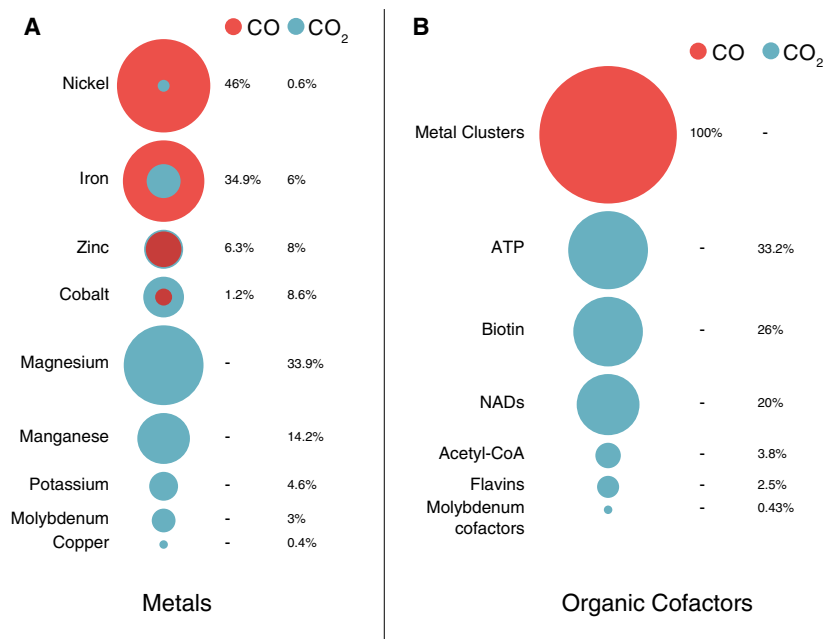 A
CO CO2
Nickel 46% 0.6%
Iron 34.9% 6%
Zinc 6.3% 8%
Cobalt 1.2% 8.6%
Magnesium - 33.9%
Manganese - 14.2%
Potassium - 4.6%
Molybdenum - 3%
Copper - 0.4%
Metals
B
CO CO2
Metal Clusters 100% -
ATP - 33.2%
Biotin - 26%
NADs - 20%
Acetyl-CoA - 3.8%
Flavins - 2.5%
Molybdenum - 0.43%
cofactors
Organic Cofactors